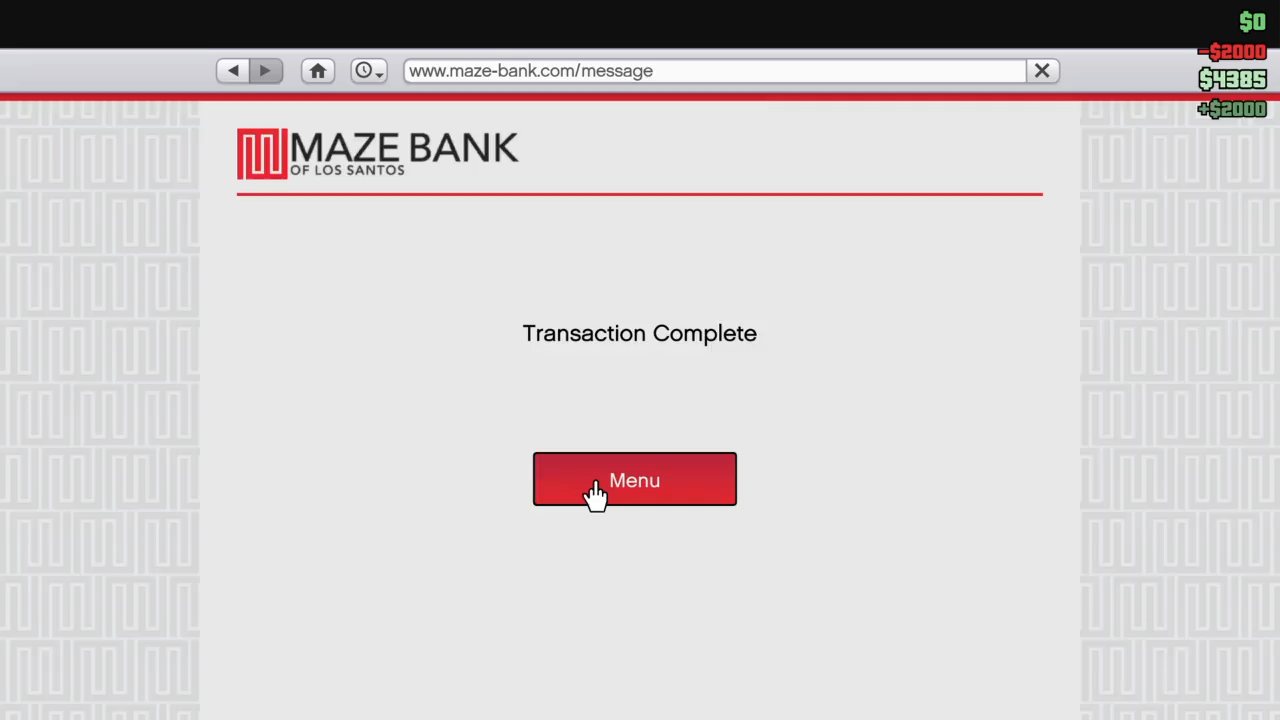 $0
-$2000
www.maze-bank.com/message
$4385
+$2000
MAZE BANK
OF LOS SANTOS
Transaction Complete
Menu